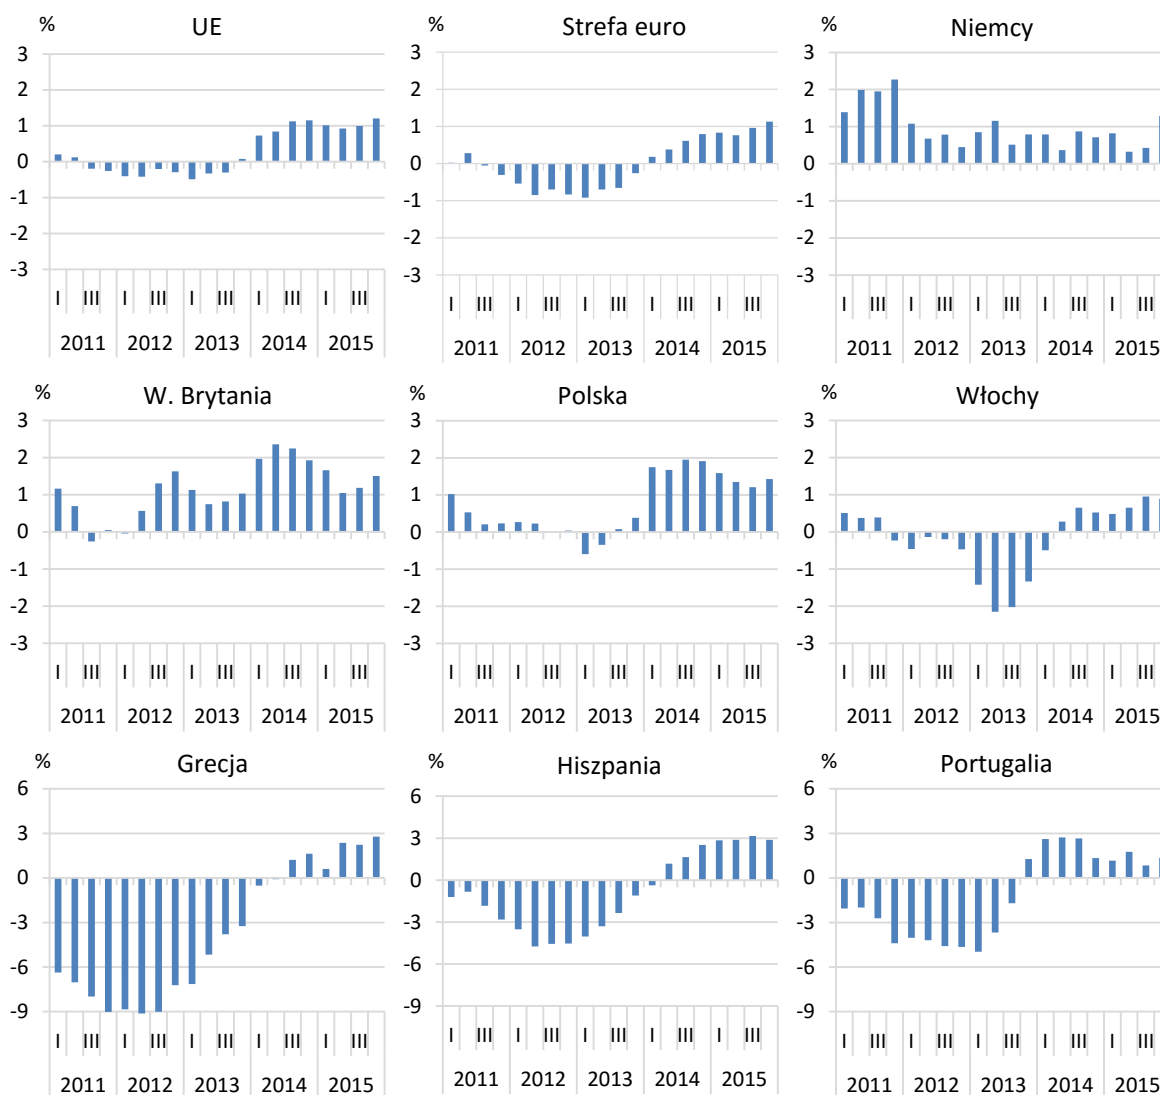 % UE
3
2
1
0
-1
-2
-3
I III I III I III I III I III
2011 2012 2013 2014 2015
% Strefa euro
3
2
1
0
-1
-2
-3
I III I III I III I III I III
2011 2012 2013 2014 2015
% Niemcy
3
2
1
0
-1
-2
-3
I III I III I III I III I III
2011 2012 2013 2014 2015
% W. Brytania
3
2
1
0
-1
-2
-3
I III I III I III I III I III
2011 2012 2013 2014 2015
% Polska
3
2
1
0
-1
-2
-3
I III I III I III I III I III
2011 2012 2013 2014 2015
% Włochy
3
2
1
0
-1
-2
-3
I III I III I III I III I III
2011 2012 2013 2014 2015
% Grecja
6
3
0
-3
-6
-9
I III I III I III I III I III
2011 2012 2013 2014 2015
% Hiszpania
6
3
0
-3
-6
-9
I III I III I III I III I III
2011 2012 2013 2014 2015
% Portugalia
6
3
0
-3
-6
-9
I III I III I III I III I III
2011 2012 2013 2014 2015